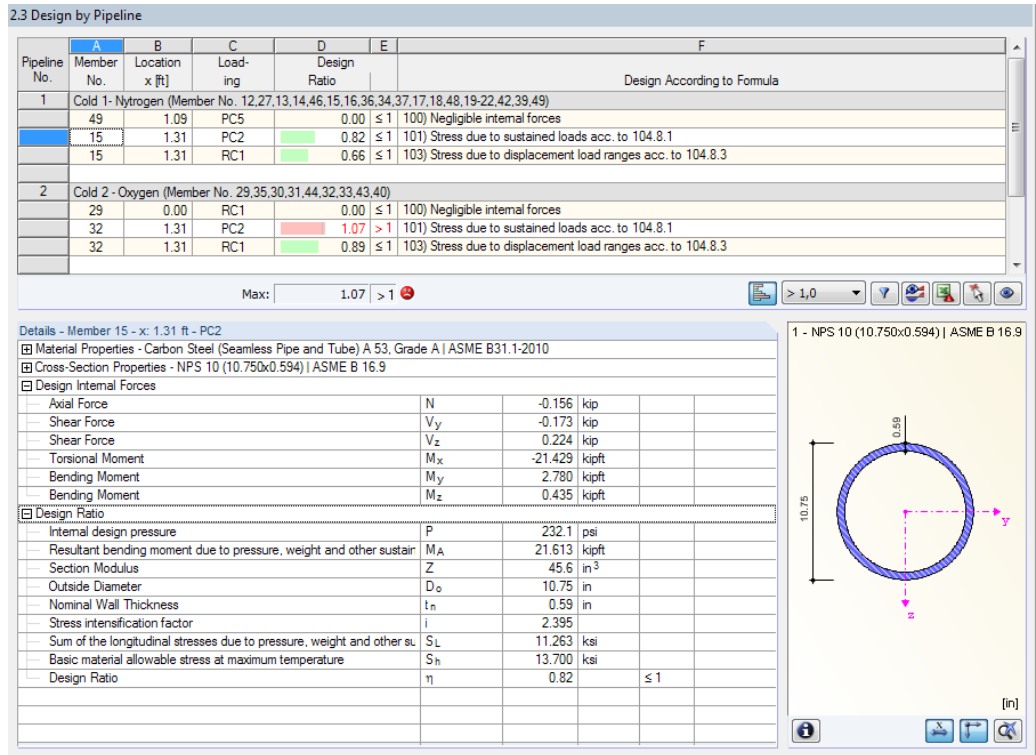 2.3 Design by Pipeline
A B C D E F
Pipeline No. Member No. Location x [ft] Load- ing Design Ratio Design According to Formula
1 Cold 1- Nytrogen (Member No. 12,27,13,14,46,15,16,36,34,37,17,18,48,19-22,42,39,49)
49 1.09 PC5 0.00 ≤ 1 100) Negligible internal forces
15 1.31 PC2 0.82 ≤ 1 101) Stress due to sustained loads acc. to 104.8.1
15 1.31 RC1 0.66 ≤ 1 103) Stress due to displacement load ranges acc. to 104.8.3
2 Cold 2 - Oxygen (Member No. 29,35,30,31,44,32,33,43,40)
29 0.00 RC1 0.00 ≤ 1 100) Negligible internal forces
32 1.31 PC2 1.07 > 1 101) Stress due to sustained loads acc. to 104.8.1
32 1.31 RC1 0.89 ≤ 1 103) Stress due to displacement load ranges acc. to 104.8.3
Max: 1.07 > 1 > 1,0
Details - Member 15 - x: 1.31 ft - PC2
Material Properties - Carbon Steel (Seamless Pipe and Tube) A 53, Grade A | ASME B31.1-2010
Cross-Section Properties - NPS 10 (10.750x0.594) | ASME B 16.9
Design Internal Forces
Axial Force N -0.156 kip
Shear Force Vy -0.173 kip
Shear Force Vz 0.224 kip
Torsional Moment Mx -21.429 kipft
Bending Moment My 2.780 kipft
Bending Moment Mz 0.435 kipft
Design Ratio
Internal design pressure P 232.1 psi
Resultant bending moment due to pressure, weight and other sustair MA 21.613 kipft
Section Modulus Z 45.6 in3
Outside Diameter Do 10.75 in
Nominal Wall Thickness tn 0.59 in
Stress intensification factor i 2.395
Sum of the longitudinal stresses due to pressure, weight and other su SL 11.263 ksi
Basic material allowable stress at maximum temperature Sh 13.700 ksi
Design Ratio η 0.82 ≤ 1
1 - NPS 10 (10.750x0.594) | ASME B 16.9
0.59
10.75
y
z
[in]